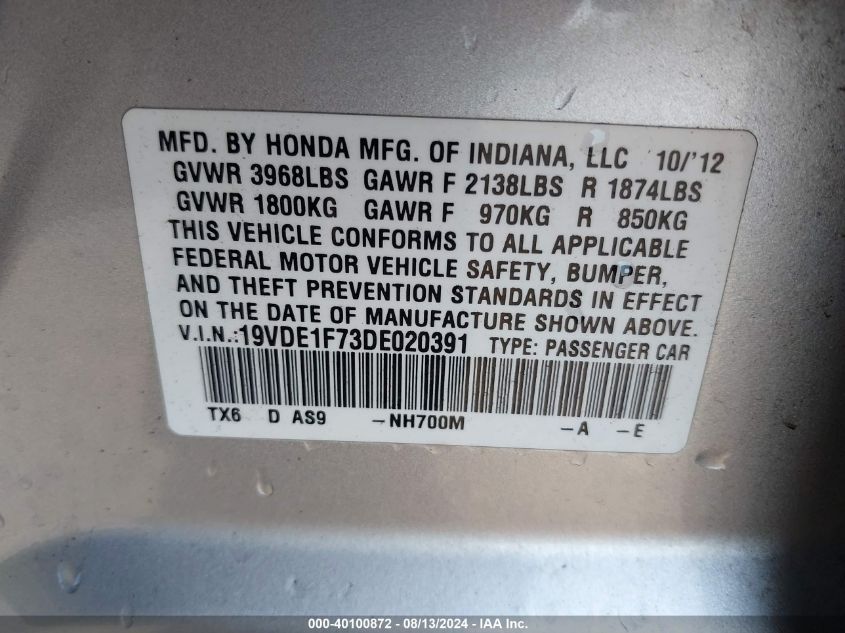 MFD. BY HONDA MFG. OF INDIANA, LLC 10/'12
GVWR 3968LBS GAWR F 2138LBS R 1874LBS
GVWR 1800KG GAWR F 970KG R 850KG
THIS VEHICLE CONFORMS TO ALL APPLICABLE
FEDERAL MOTOR VEHICLE SAFETY, BUMPER,
AND THEFT PREVENTION STANDARDS IN EFFECT
ON THE DATE OF MANUFACTURE SHOWN ABOVE.
V.I.N.:19VDE1F73DE020391 TYPE: PASSENGER CAR
TX6 D AS9 -NH700M -A -E
000-40100872 - 08/13/2024 - IAA Inc.